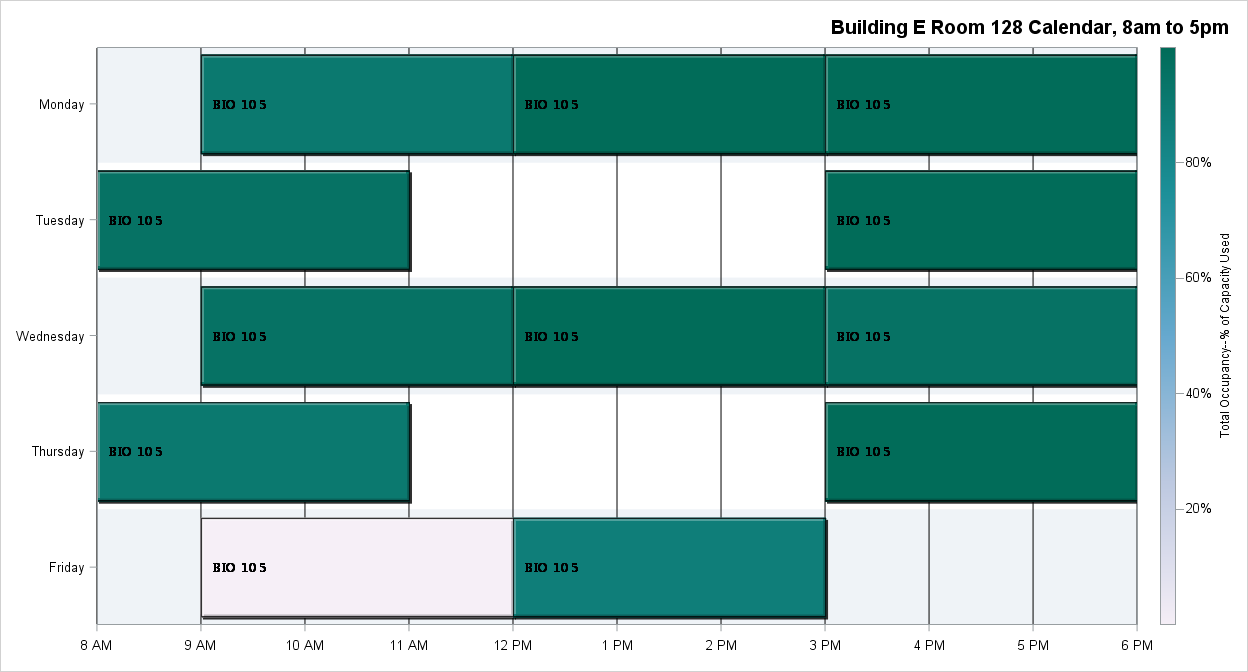 Building E Room 128 Calendar, 8am to 5pm
Monday
BIO 105
BIO 105
BIO 105
Tuesday
BIO 105
BIO 105
Wednesday
BIO 105
BIO 105
BIO 105
Thursday
BIO 105
BIO 105
Friday
BIO 105
BIO 105
8 AM
9 AM
10 AM
11 AM
12 PM
1 PM
2 PM
3 PM
4 PM
5 PM
6 PM
80%
60%
40%
20%
Total Occupancy--% of Capacity Used